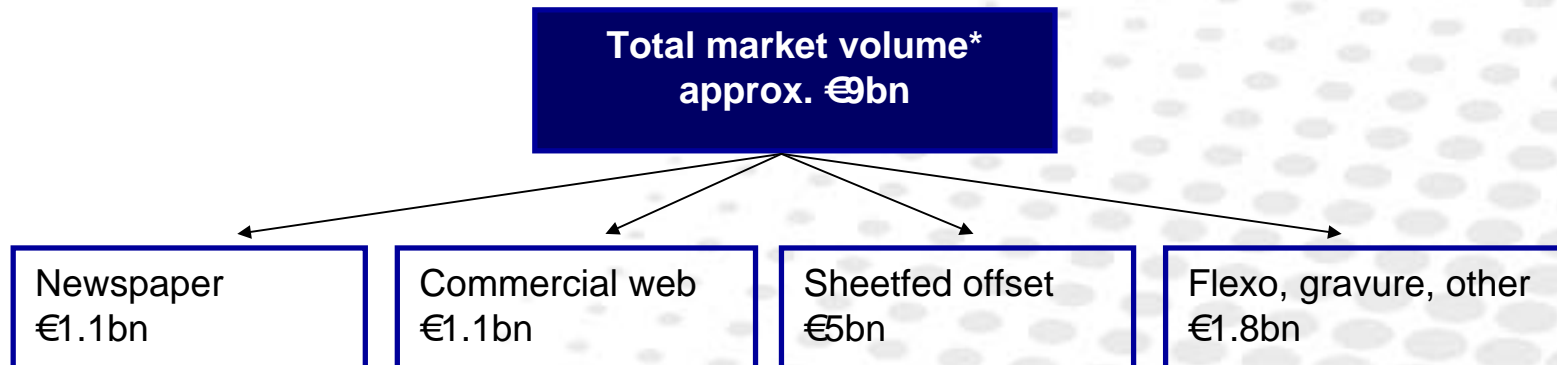 Total market volume*
approx. €9bn
Newspaper
€1.1bn
Commercial web
€1.1bn
Sheetfed offset
€5bn
Flexo, gravure, other
€1.8bn